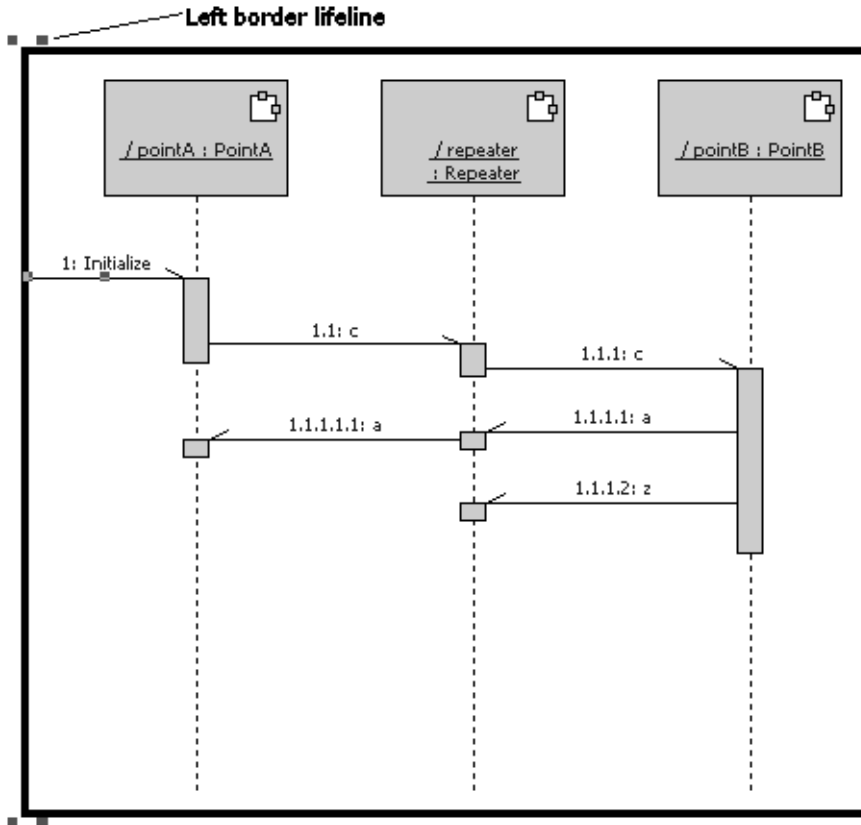 Left border lifeline
/ pointA : PointA
/ repeater
: Repeater
/ pointB : PointB
1: Initialize
1.1: c
1.1.1: c
1.1.1.1.1: a
1.1.1.1: a
1.1.1.2: z